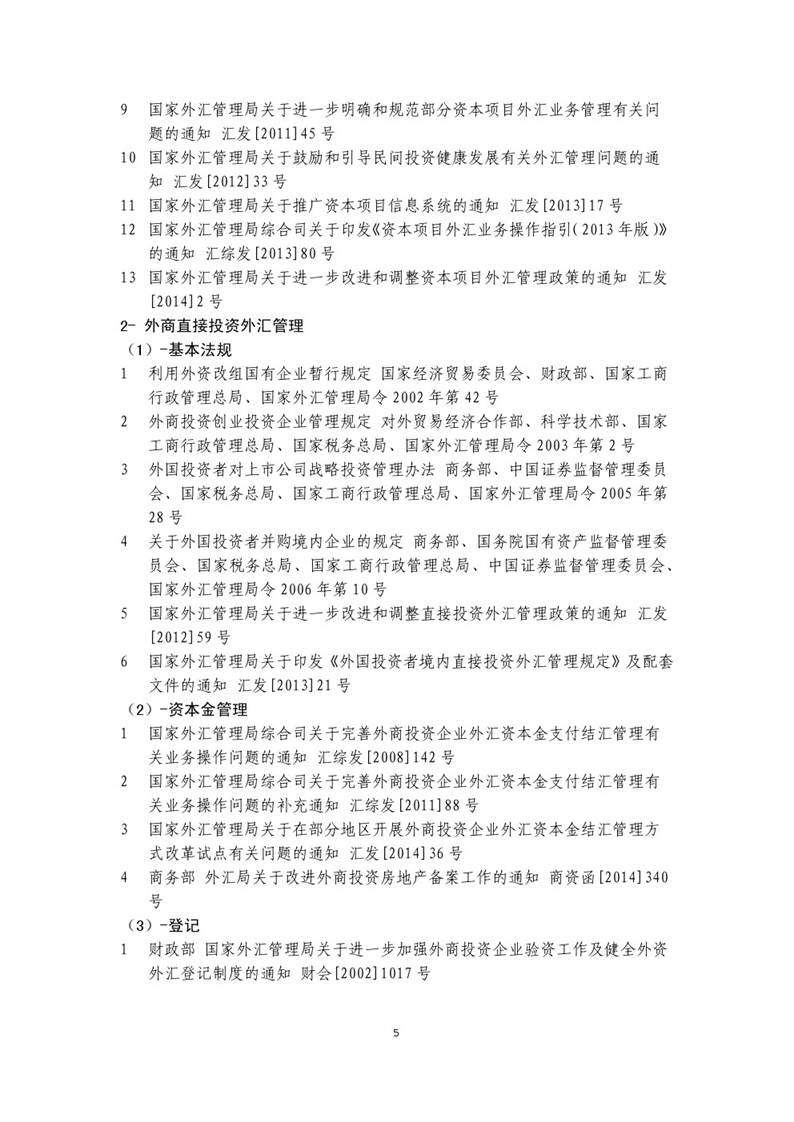 9 国家外汇管理局关于进一步明确和规范部分资本项目外汇业务管理有关问
题的通知 汇发[2011]45 号
10 国家外汇管理局关于鼓励和引导民间投资健康发展有关外汇管理问题的通
知 汇发[2012]33 号
11 国家外汇管理局关于推广资本项目信息系统的通知 汇发[2013]17 号
12 国家外汇管理局综合司关于印发《资本项目外汇业务操作指引(2013 年版)》
的通知 汇综发[2013]80 号
13 国家外汇管理局关于进一步改进和调整资本项目外汇管理政策的通知 汇发
[2014]2 号
2- 外商直接投资外汇管理
（1）-基本法规
1 利用外资改组国有企业暂行规定 国家经济贸易委员会、财政部、国家工商
行政管理总局、国家外汇管理局令 2002 年第 42 号
2 外商投资创业投资企业管理规定 对外贸易经济合作部、科学技术部、国家
工商行政管理总局、国家税务总局、国家外汇管理局令 2003 年第 2 号
3 外国投资者对上市公司战略投资管理办法 商务部、中国证券监督管理委员
会、国家税务总局、国家工商行政管理总局、国家外汇管理局令 2005 年第
28 号
4 关于外国投资者并购境内企业的规定 商务部、国务院国有资产监督管理委
员会、国家税务总局、国家工商行政管理总局、中国证券监督管理委员会、
国家外汇管理局令 2006 年第 10 号
5 国家外汇管理局关于进一步改进和调整直接投资外汇管理政策的通知 汇发
[2012]59 号
6 国家外汇管理局关于印发《外国投资者境内直接投资外汇管理规定》及配套
文件的通知 汇发[2013]21 号
（2）-资本金管理
1 国家外汇管理局综合司关于完善外商投资企业外汇资本金支付结汇管理有
关业务操作问题的通知 汇综发[2008]142 号
2 国家外汇管理局综合司关于完善外商投资企业外汇资本金支付结汇管理有
关业务操作问题的补充通知 汇综发[2011]88 号
3 国家外汇管理局关于在部分地区开展外商投资企业外汇资本金结汇管理方
式改革试点有关问题的通知 汇发[2014]36 号
4 商务部 外汇局关于改进外商投资房地产备案工作的通知 商资函[2014]340
号
（3）-登记
1 财政部 国家外汇管理局关于进一步加强外商投资企业验资工作及健全外资
外汇登记制度的通知 财会[2002]1017 号
5